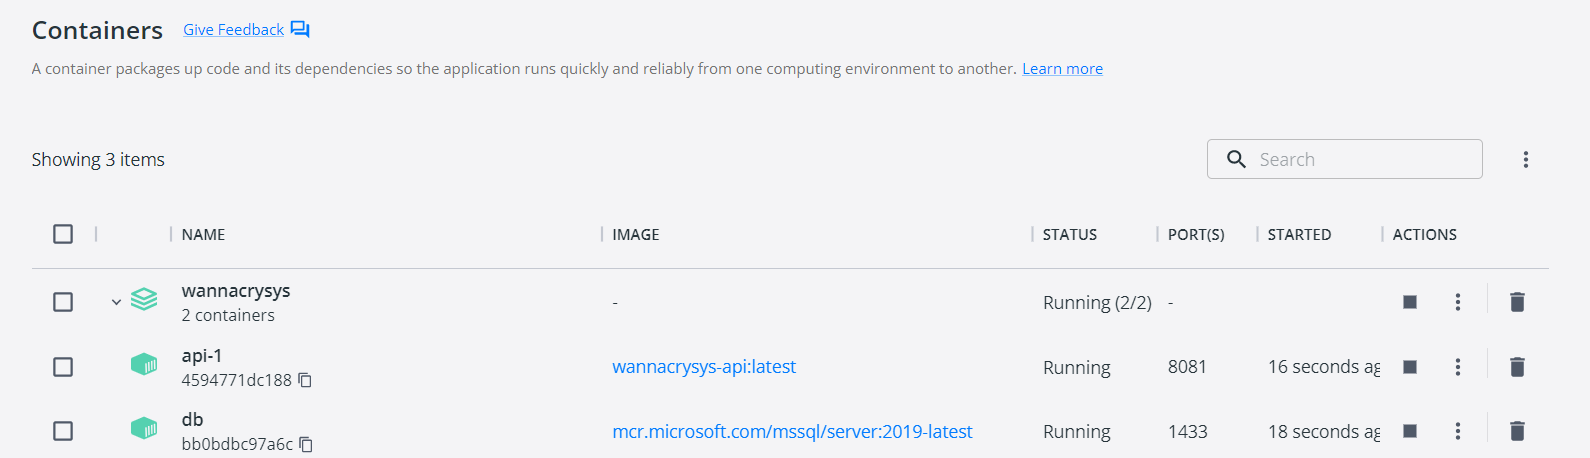 Containers Give Feedback
A container packages up code and its dependencies so the application runs quickly and reliably from one computing environment to another. Learn more
Showing 3 items
Search
NAME IMAGE STATUS PORT(S) STARTED ACTIONS
wannacrysys
2 containers
- Running (2/2) -
api-1
4594771dc188
wannacrysys-api:latest Running 8081 16 seconds ag
db
bb0bdbc97a6c
mcr.microsoft.com/mssql/server:2019-latest Running 1433 18 seconds ag